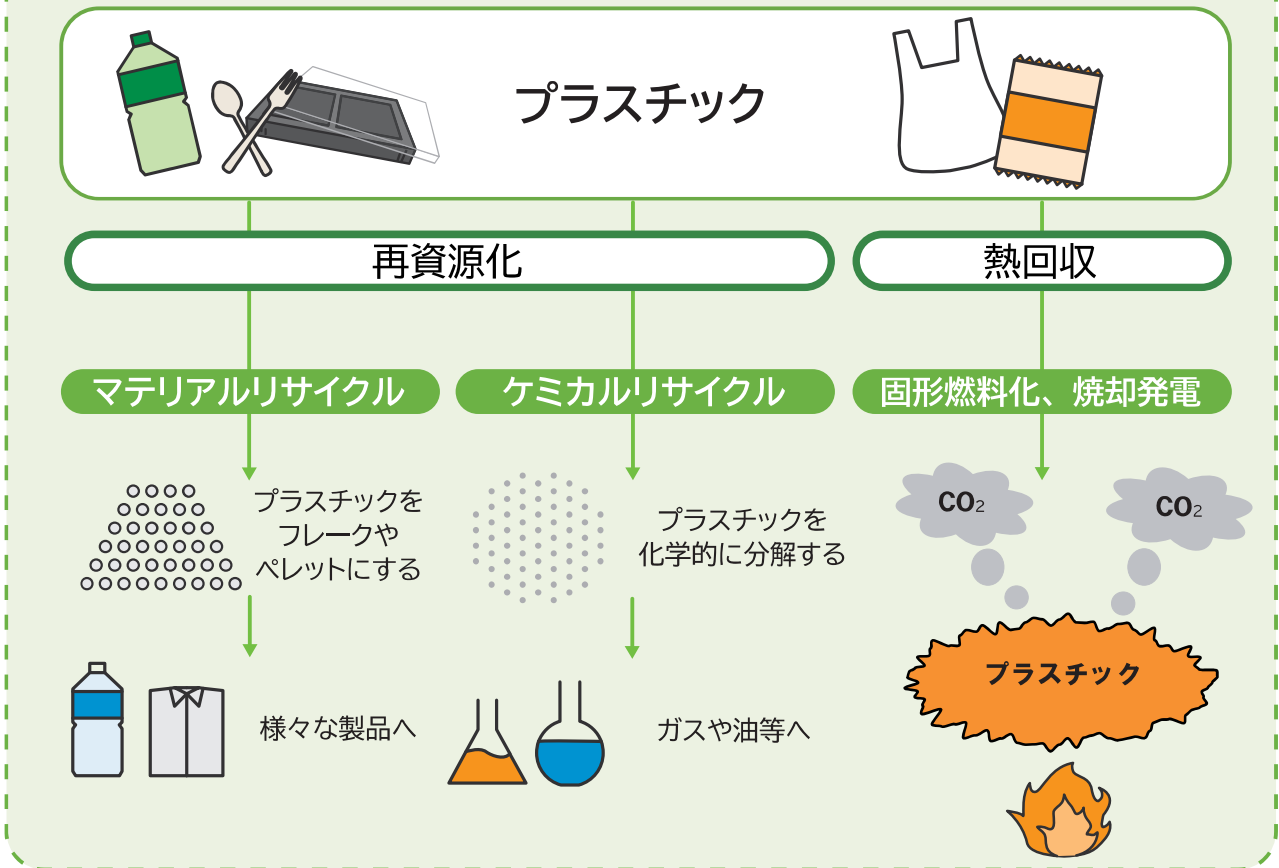 プラスチック
再資源化
熱回収
マテリアルリサイクル
ケミカルリサイクル
固形燃料化、焼却発電
プラスチックを
フレークや
ペレットにする
プラスチックを
化学的に分解する
CO₂
CO₂
プラスチック
様々な製品へ
ガスや油等へ